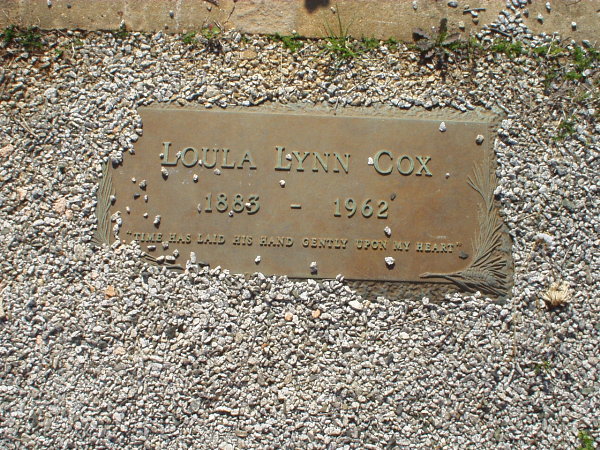 LOULA LYNN COX
1883 - 1962
"TIME HAS LAID HIS HAND GENTLY UPON MY HEART"